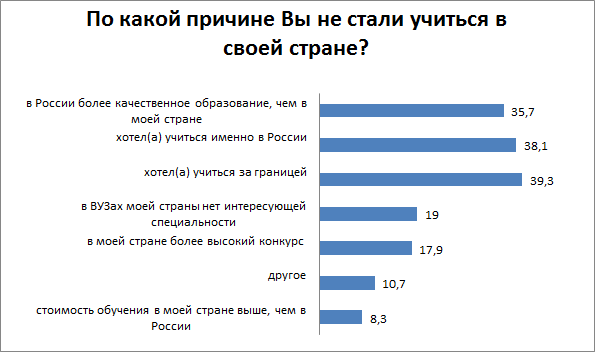 По какой причине Вы не стали учиться в
своей стране?
в России более качественное образование, чем в
моей стране
35,7
хотел(а) учиться именно в России
38,1
хотел(а) учиться за границей
39,3
в ВУЗах моей страны нет интересующей
специальности
19
в моей стране более высокий конкурс
17,9
другое
10,7
стоимость обучения в моей стране выше, чем в
России
8,3